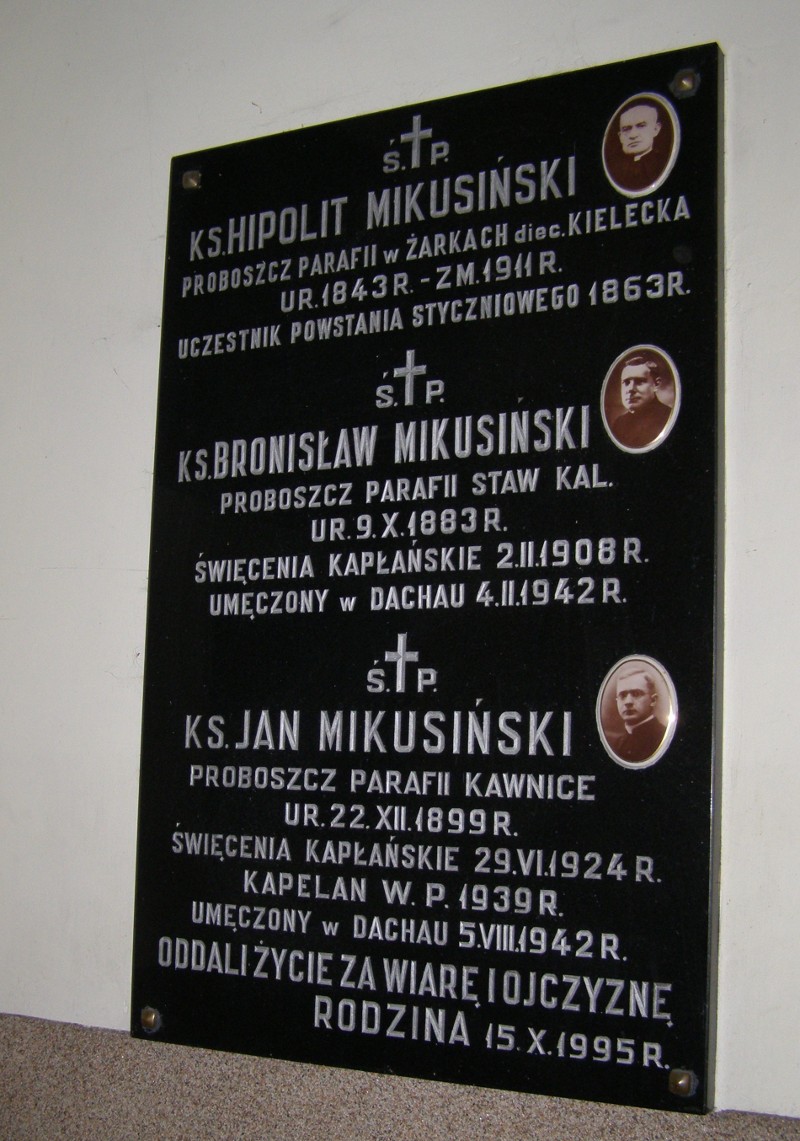 Ś.†P.
KS.HIPOLIT MIKUSIŃSKI
PROBOSZCZ PARAFII w ŻARKACH diec.KIELECKA
UR.1843R.-ZM.1911R.
UCZESTNIK POWSTANIA STYCZNIOWEGO 1863R.
Ś.†P.
KS.BRONISŁAW MIKUSIŃSKI
PROBOSZCZ PARAFII STAW KAL.
UR.9.X.1883R.
ŚWIĘCENIA KAPŁAŃSKIE 2.II.1908R.
UMĘCZONY w DACHAU 4.II.1942R.
Ś.†P.
KS.JAN MIKUSIŃSKI
PROBOSZCZ PARAFII KAWNICE
UR.22.XII.1899R.
ŚWIĘCENIA KAPŁAŃSKIE 29.VI.1924R.
KAPELAN W.P.1939R.
UMĘCZONY w DACHAU 5.VIII.1942R.
ODDALI ŻYCIE ZA WIARĘ I OJCZYZNĘ
RODZINA 15.X.1995R.